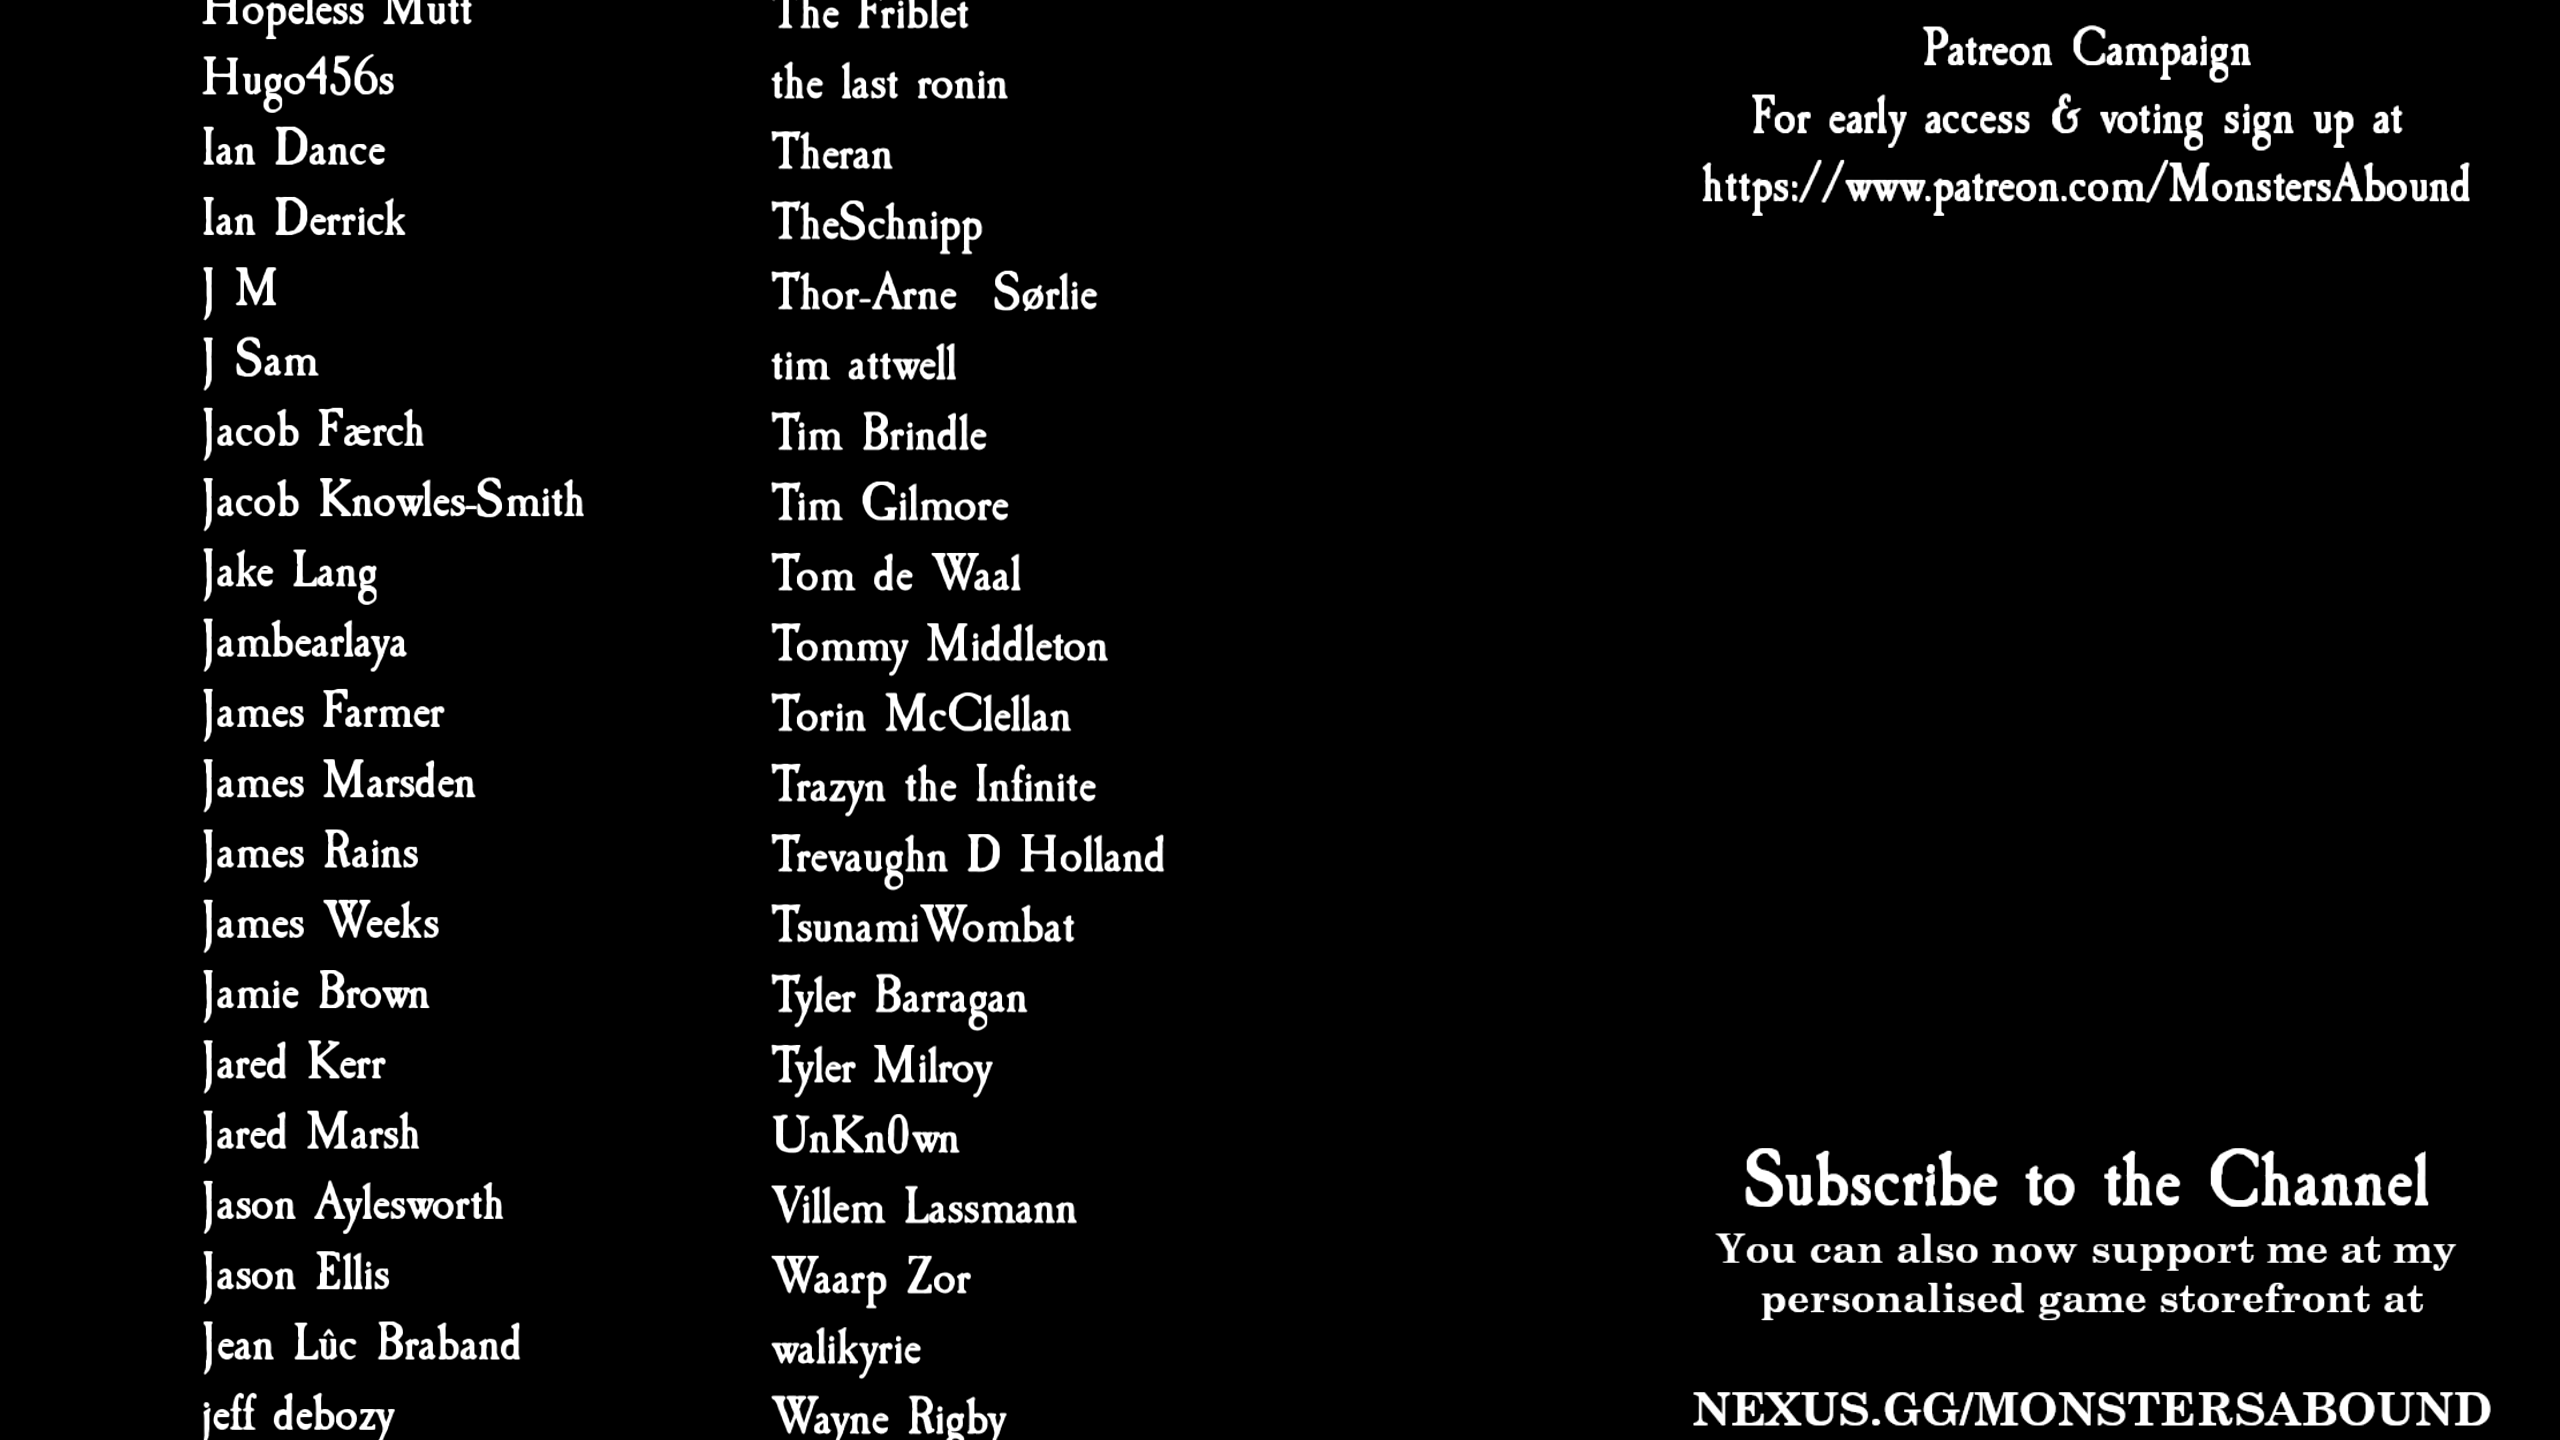 Hopeless Mutt
Hugo456s
Ian Dance
Ian Derrick
J M
J Sam
Jacob Færch
Jacob Knowles-Smith
Jake Lang
Jambearlaya
James Farmer
James Marsden
James Rains
James Weeks
Jamie Brown
Jared Kerr
Jared Marsh
Jason Aylesworth
Jason Ellis
Jean Lûc Braband
jeff debozy
The Friblet
the last ronin
Theran
TheSchnipp
Thor-Arne Sørlie
tim attwell
Tim Brindle
Tim Gilmore
Tom de Waal
Tommy Middleton
Torin McClellan
Trazyn the Infinite
Trevaughn D Holland
TsunamiWombat
Tyler Barragan
Tyler Milroy
UnKn0wn
Villem Lassmann
Waarp Zor
walikyrie
Wayne Rigby
Patreon Campaign
For early access & voting sign up at
https://www.patreon.com/MonstersAbound
Subscribe to the Channel
You can also now support me at my
personalised game storefront at
NEXUS.GG/MONSTERSABOUND